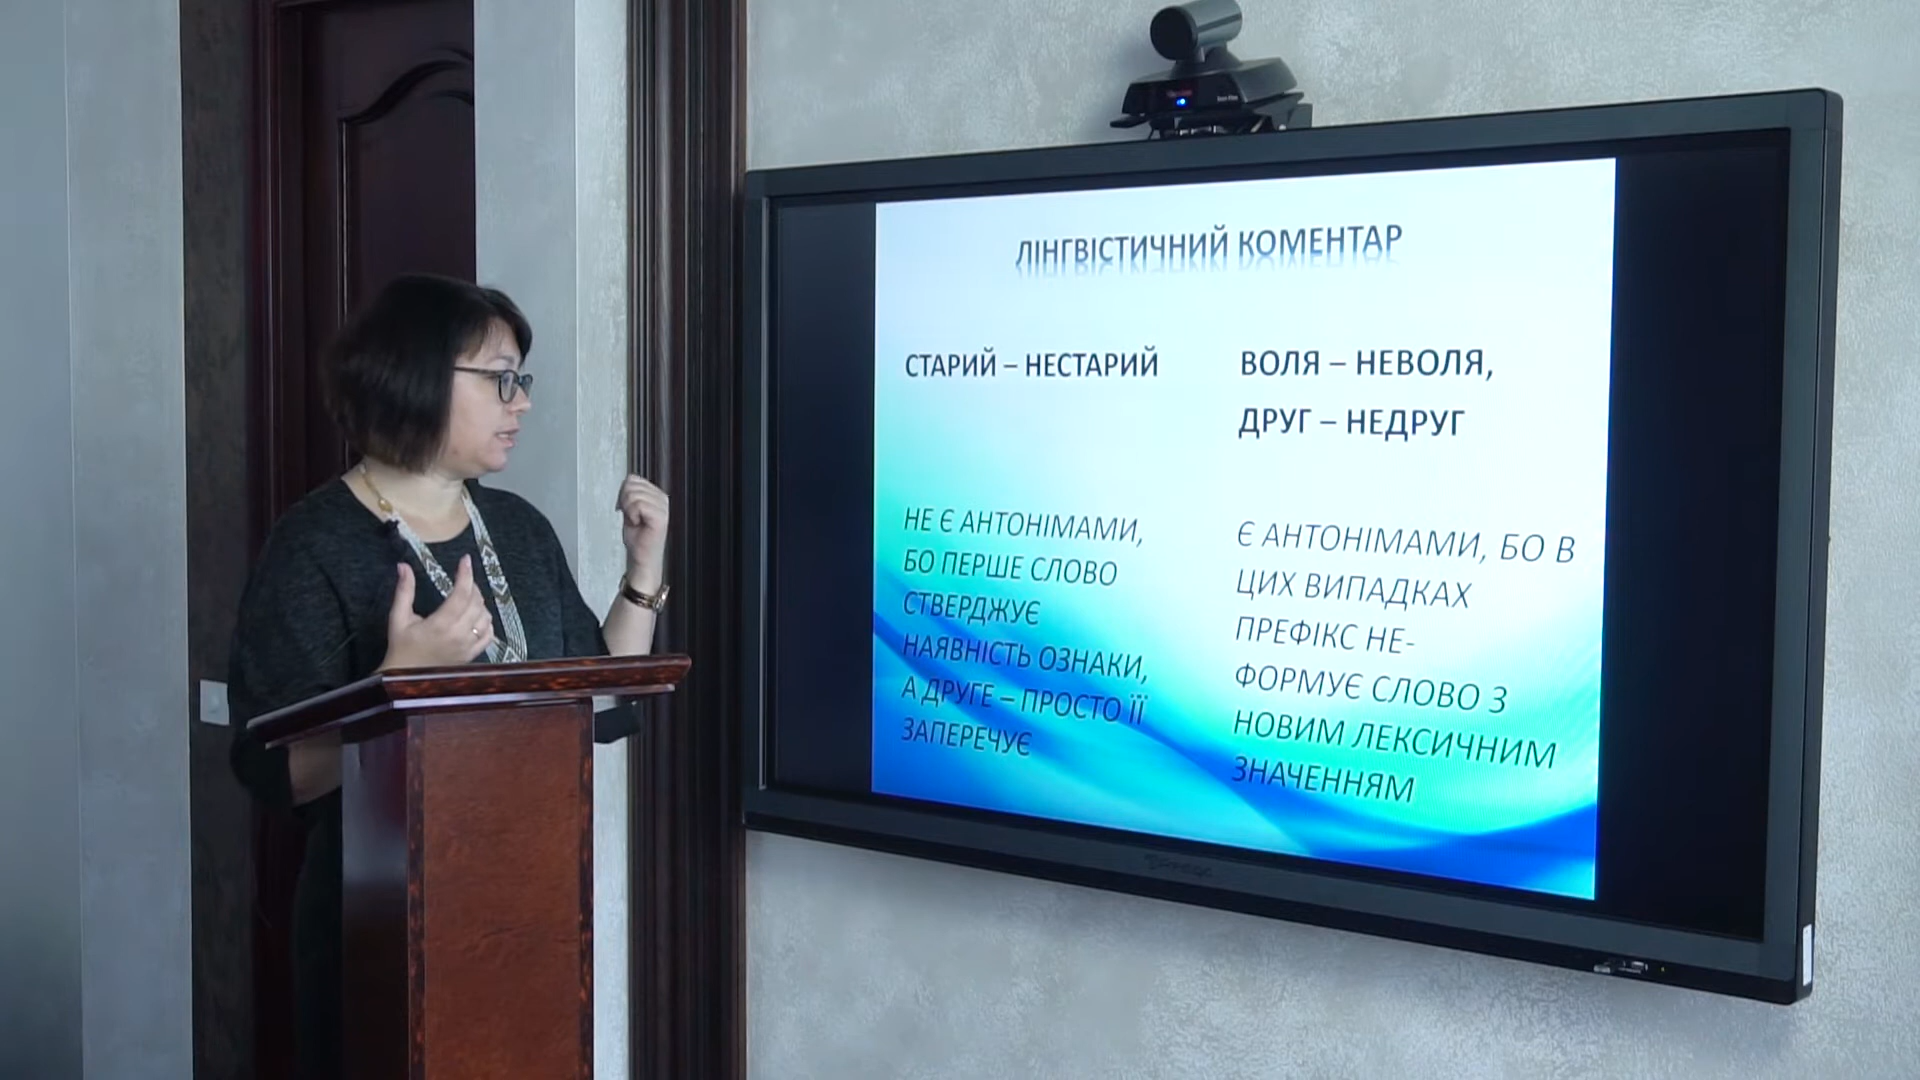 ЛІНГВІСТИЧНИЙ КОМЕНТАР
СТАРИЙ – НЕСТАРИЙ
НЕ Є АНТОНІМАМИ,
БО ПЕРШЕ СЛОВО
СТВЕРДЖУЄ
НАЯВНІСТЬ ОЗНАКИ,
А ДРУГЕ – ПРОСТО ЇЇ
ЗАПЕРЕЧУЄ
ВОЛЯ – НЕВОЛЯ,
ДРУГ – НЕДРУГ
Є АНТОНІМАМИ, БО В
ЦИХ ВИПАДКАХ
ПРЕФІКС НЕ-
ФОРМУЄ СЛОВО З
НОВИМ ЛЕКСИЧНИМ
ЗНАЧЕННЯМ